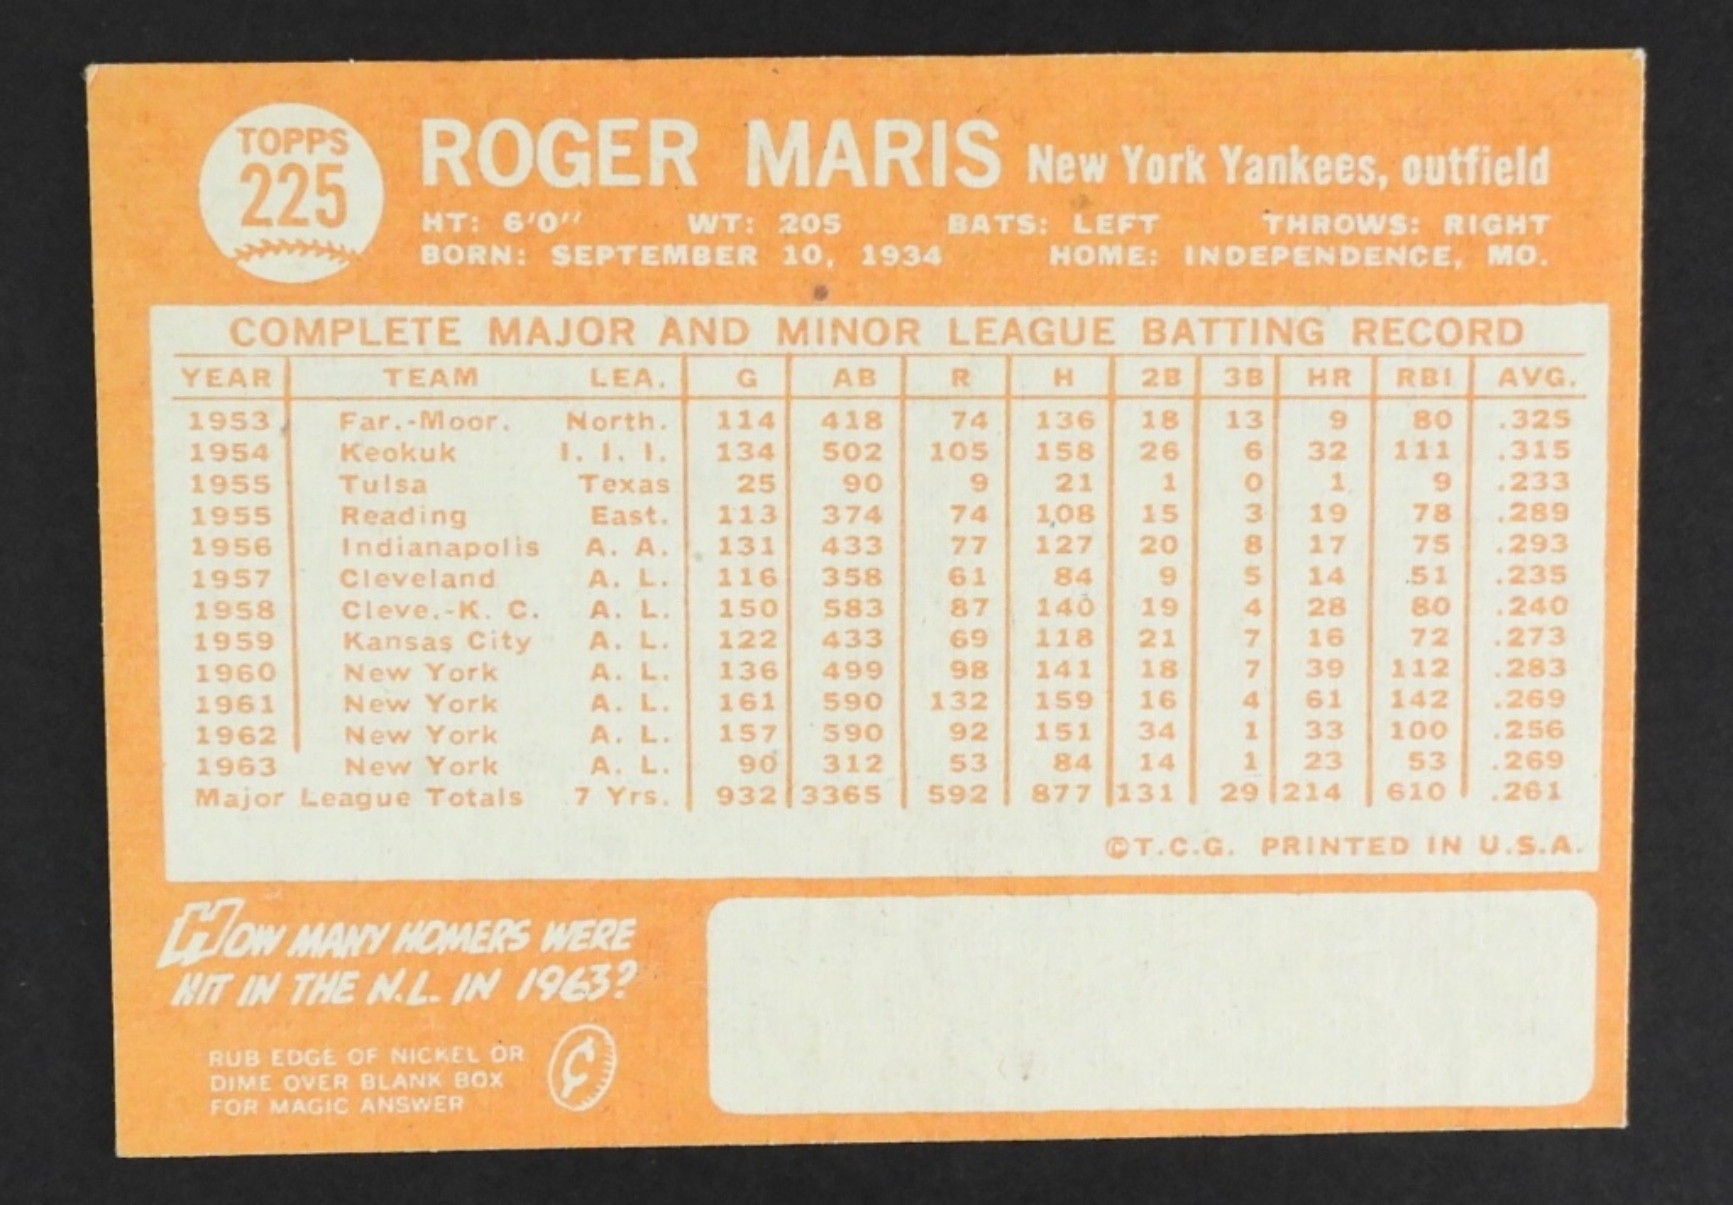 TOPPS
225
ROGER MARIS New York Yankees, outfield
HT: 6'0" WT: 205 BATS: LEFT THROWS: RIGHT
BORN: SEPTEMBER 10, 1934 HOME: INDEPENDENCE, MO.
COMPLETE MAJOR AND MINOR LEAGUE BATTING RECORD
YEAR TEAM LEA. G AB R H 2B 3B HR RBI AVG.
1953 Far.-Moor. North. 114 418 74 136 18 13 9 80 .325
1954 Keokuk I. I. I. 134 502 105 158 26 6 32 111 .315
1955 Tulsa Texas 25 90 9 21 1 0 1 9 .233
1955 Reading East. 113 374 74 108 15 3 19 78 .289
1956 Indianapolis A. A. 131 433 77 127 20 8 17 75 .293
1957 Cleveland A. L. 116 358 61 84 9 5 14 51 .235
1958 Cleve.-K. C. A. L. 150 583 87 140 19 4 28 80 .240
1959 Kansas City A. L. 122 433 69 118 21 7 16 72 .273
1960 New York A. L. 136 499 98 141 18 7 39 112 .283
1961 New York A. L. 161 590 132 159 16 4 61 142 .269
1962 New York A. L. 157 590 92 151 34 1 33 100 .256
1963 New York A. L. 90 312 53 84 14 1 23 53 .269
Major League Totals 7 Yrs. 932 3365 592 877 131 29 214 610 .261
©T.C.G. PRINTED IN U.S.A.
HOW MANY HOMERS WERE
HIT IN THE N.L. IN 1963?
RUB EDGE OF NICKEL OR
DIME OVER BLANK BOX
FOR MAGIC ANSWER
¢